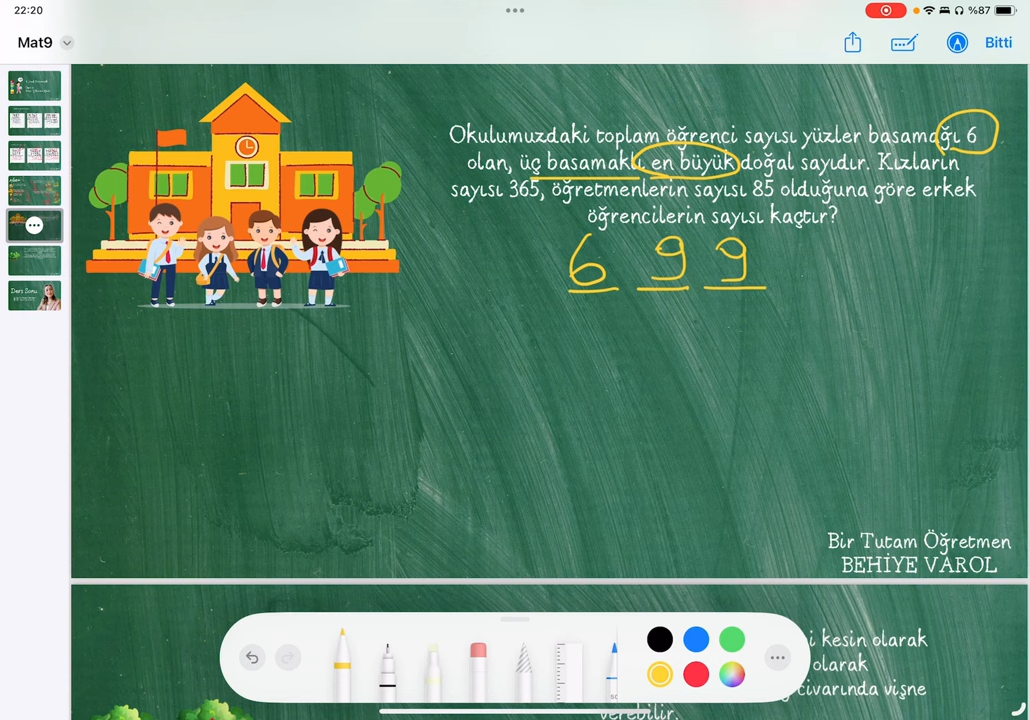 22:20
%87
Mat9
Bitti
Okulumuzdaki toplam öğrenci sayısı yüzler basamağı 6
olan, üç basamaklı en büyük doğal sayıdır. Kızların
sayısı 365, öğretmenlerin sayısı 85 olduğuna göre erkek
öğrencilerin sayısı kaçtır?
6 9 9
Ders Sonu
Bir Tutam Öğretmen
BEHİYE VAROL
i kesin olarak
olarak
civarında vişne
verebilir.